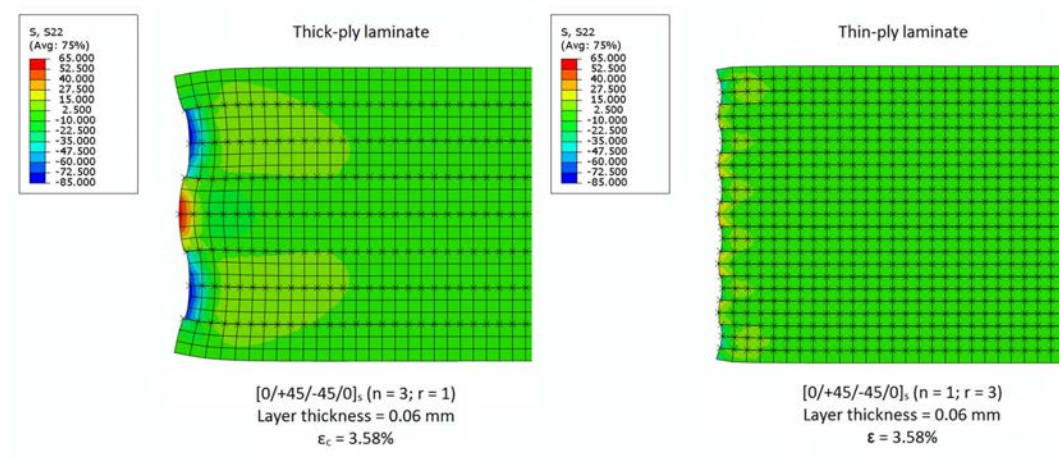 S, S22
(Avg: 75%)
65.000
52.500
40.000
27.500
15.000
2.500
-10.000
-22.500
-35.000
-47.500
-60.000
-72.500
-85.000
Thick-ply laminate
[0/+45/-45/0]s (n = 3; r = 1)
Layer thickness = 0.06 mm
εc = 3.58%
S, S22
(Avg: 75%)
65.000
52.500
40.000
27.500
15.000
2.500
-10.000
-22.500
-35.000
-47.500
-60.000
-72.500
-85.000
Thin-ply laminate
[0/+45/-45/0]s (n = 1; r = 3)
Layer thickness = 0.06 mm
ε = 3.58%